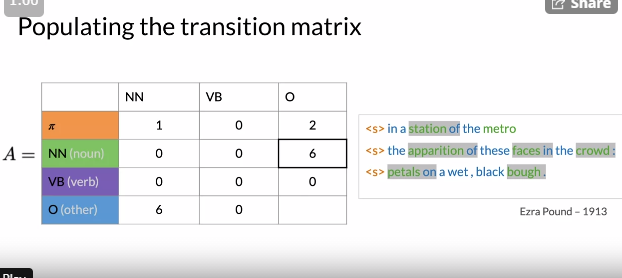 1.00
Share
Populating the transition matrix
NN VB O
π 1 0 2
A = NN (noun) 0 0 6
VB (verb) 0 0 0
O (other) 6 0
<s> in a station of the metro
<s> the apparition of these faces in the crowd :
<s> petals on a wet , black bough .
Ezra Pound – 1913
Play